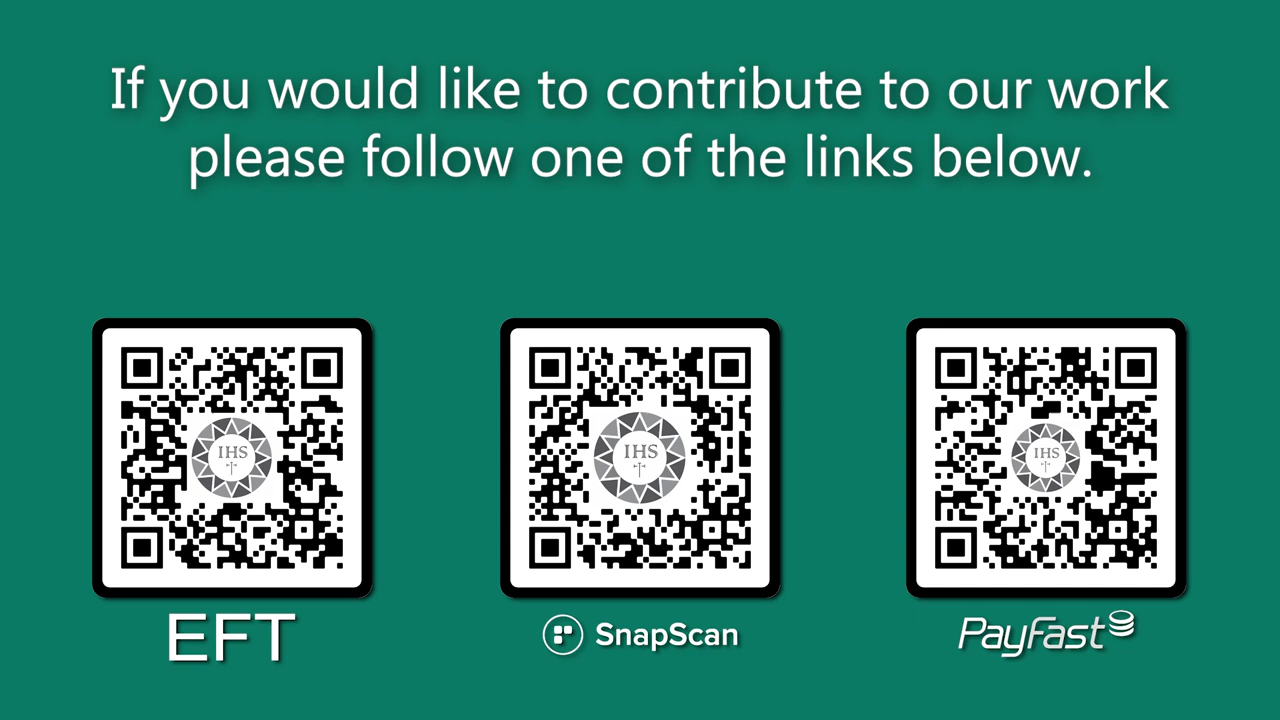 If you would like to contribute to our work
please follow one of the links below.
IHS
IHS
IHS
EFT
SnapScan
PayFast